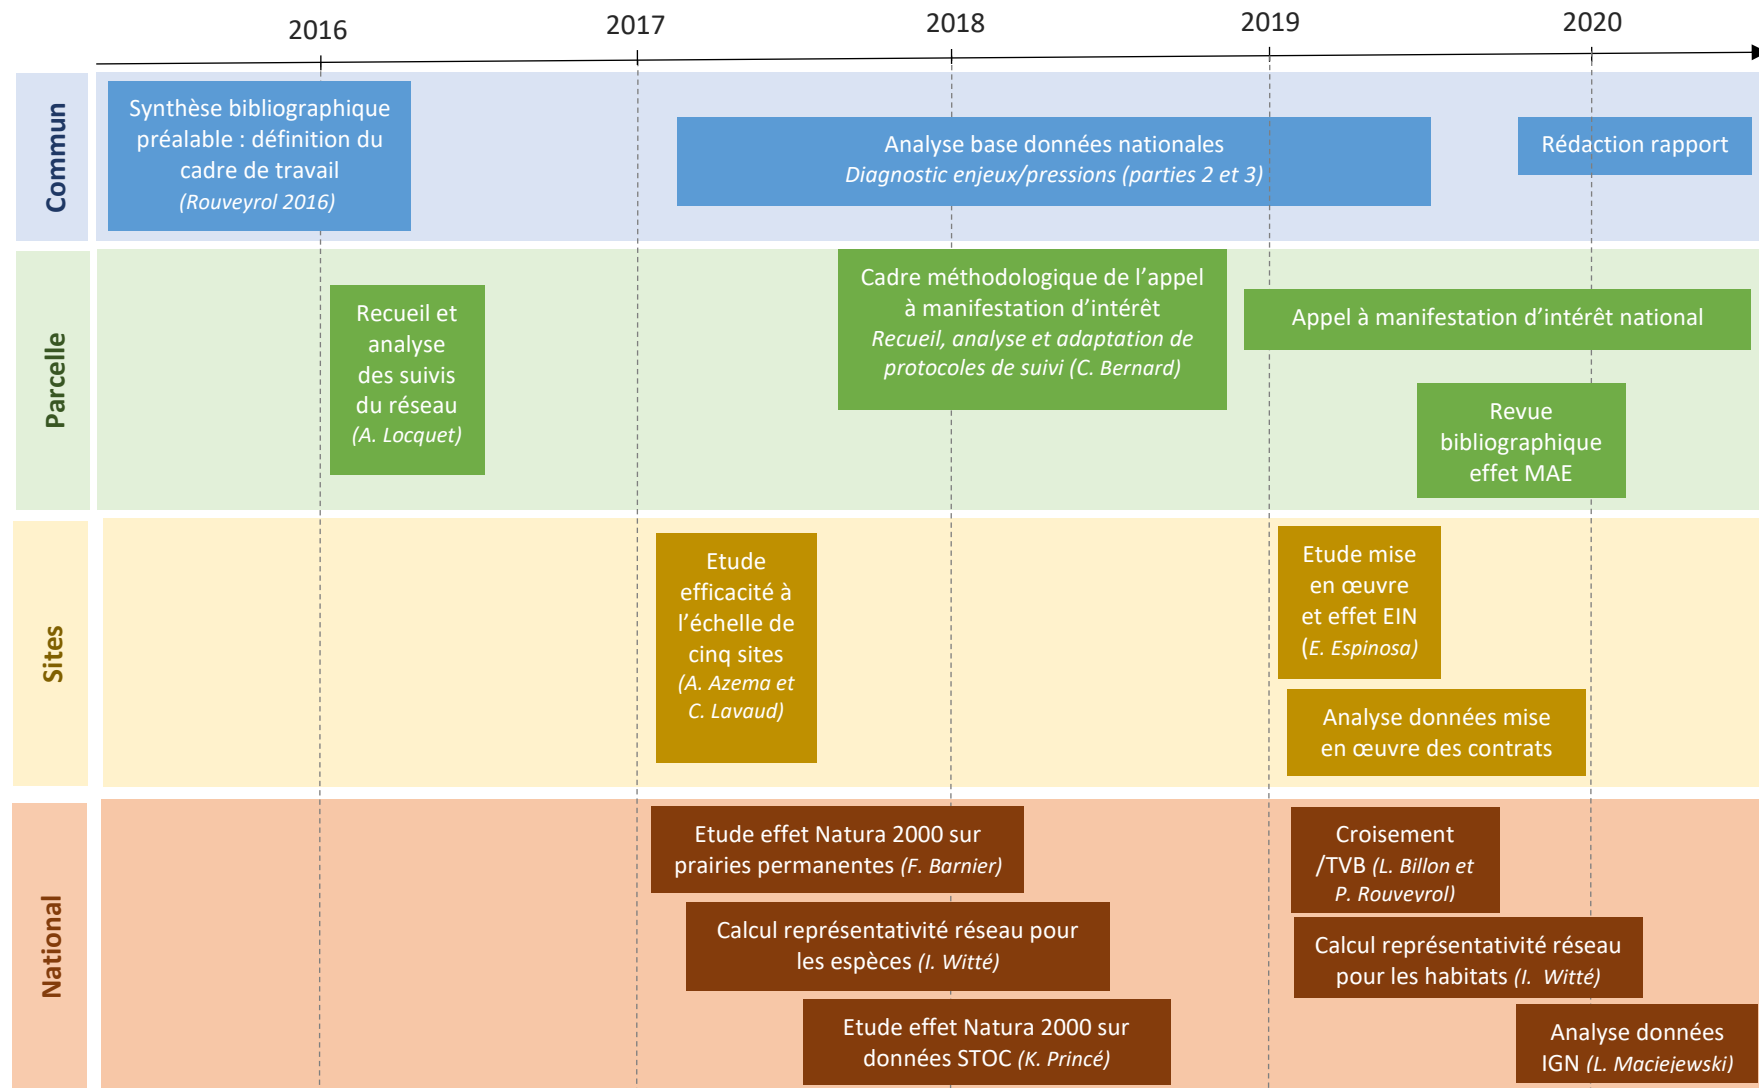 2016
2017
2018
2019
2020
Commun
Synthèse bibliographique
préalable : définition du
cadre de travail
(Rouveyrol 2016)
Analyse base données nationales
Diagnostic enjeux/pressions (parties 2 et 3)
Rédaction rapport
Parcelle
Recueil et
analyse
des suivis
du réseau
(A. Locquet)
Cadre méthodologique de l’appel
à manifestation d’intérêt
Recueil, analyse et adaptation de
protocoles de suivi (C. Bernard)
Appel à manifestation d’intérêt national
Revue
bibliographique
effet MAE
Sites
Etude
efficacité à
l’échelle de
cinq sites
(A. Azema et
C. Lavaud)
Etude mise
en œuvre
et effet EIN
(E. Espinosa)
Analyse données mise
en œuvre des contrats
National
Etude effet Natura 2000 sur
prairies permanentes (F. Barnier)
Calcul représentativité réseau pour
les espèces (I. Witté)
Etude effet Natura 2000 sur
données STOC (K. Princé)
Croisement
/TVB (L. Billon et
P. Rouveyrol)
Calcul représentativité réseau
pour les habitats (I. Witté)
Analyse données
IGN (L. Maciejewski)